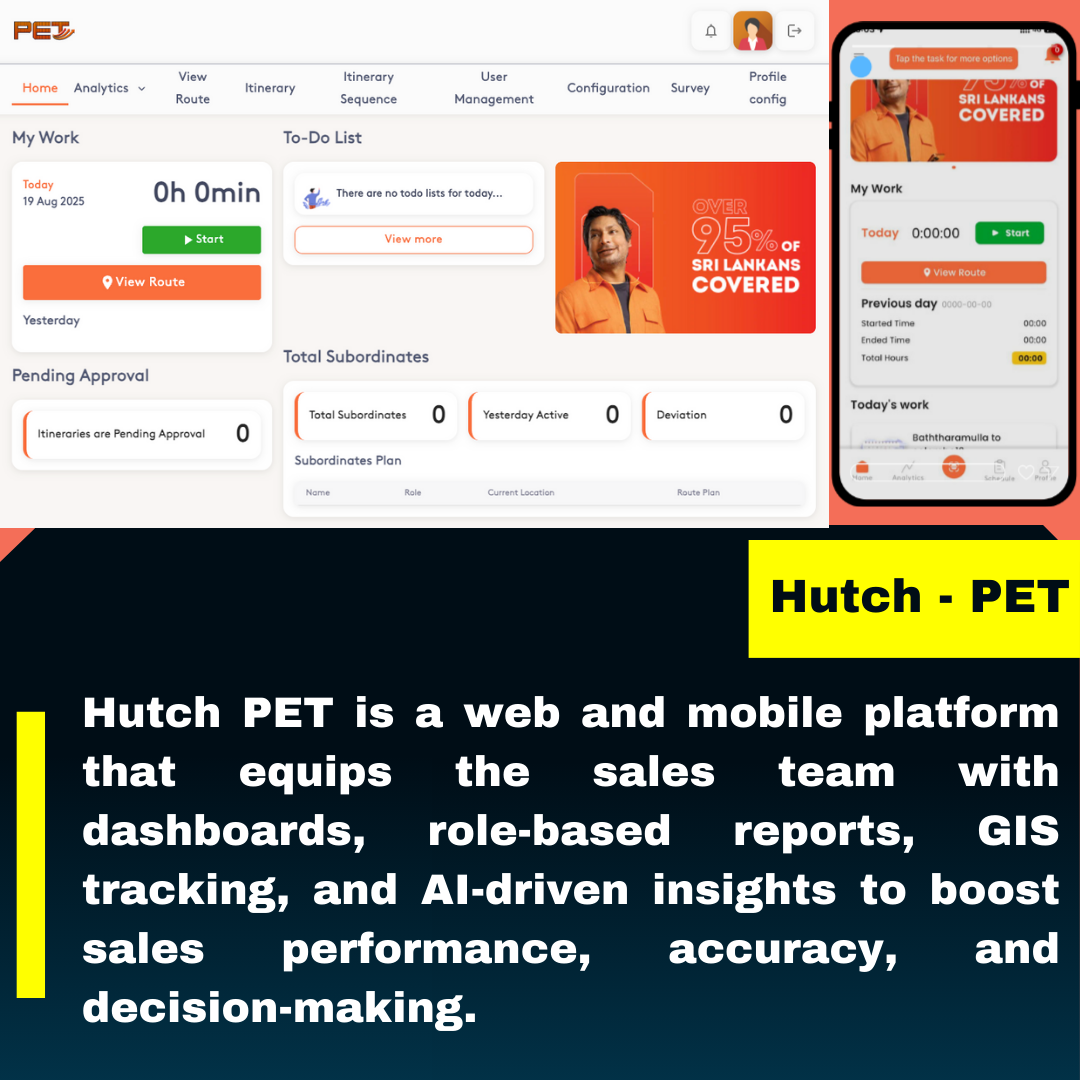 PET
Home
Analytics
View
Route
Itinerary
Itinerary
Sequence
User
Management
Configuration
Survey
Profile
config
My Work
Today
19 Aug 2025
0h 0min
Start
View Route
Yesterday
Pending Approval
Itineraries are Pending Approval 0
To-Do List
There are no todo lists for today...
View more
OVER
95% OF
SRI LANKANS
COVERED
Total Subordinates
Total Subordinates 0
Yesterday Active 0
Deviation 0
Subordinates Plan
Name Role Current Location Route Plan
Tap the task for more options
0
95% OF
SRI LANKANS
COVERED
My Work
Today 0:00:00 Start
View Route
Previous day 0000-00-00
Started Time 00:00
Ended Time 00:00
Total Hours 00:00
Today's work
Baththaramulla to
Home Analytics Schedule Profile
Hutch - PET
Hutch PET is a web and mobile platform
that equips the sales team with
dashboards, role-based reports, GIS
tracking, and AI-driven insights to boost
sales performance, accuracy, and
decision-making.